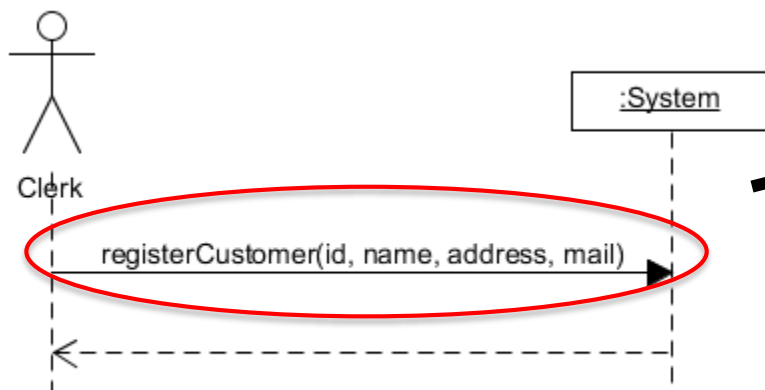 :System
Clerk
registerCustomer(id, name, address, mail)